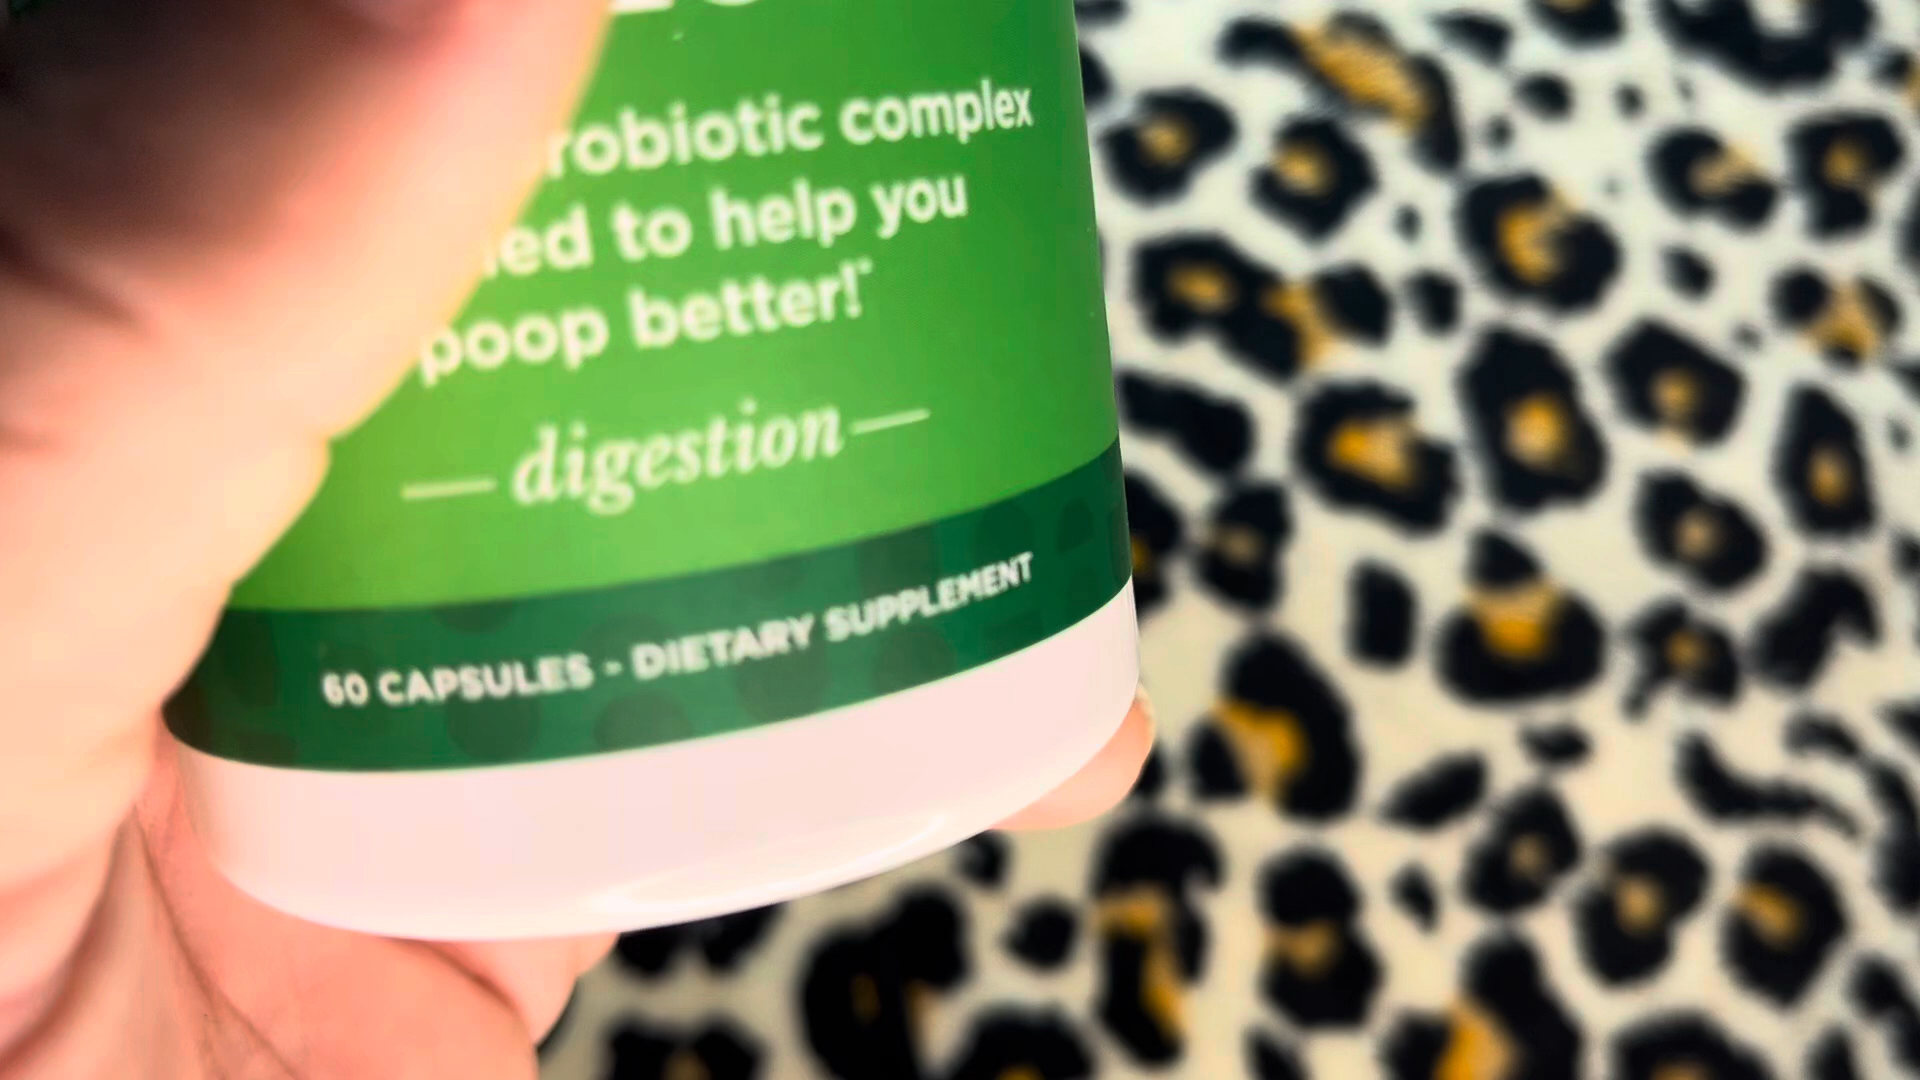 robiotic complex
ed to help you
poop better!*
— digestion —
60 CAPSULES - DIETARY SUPPLEMENT